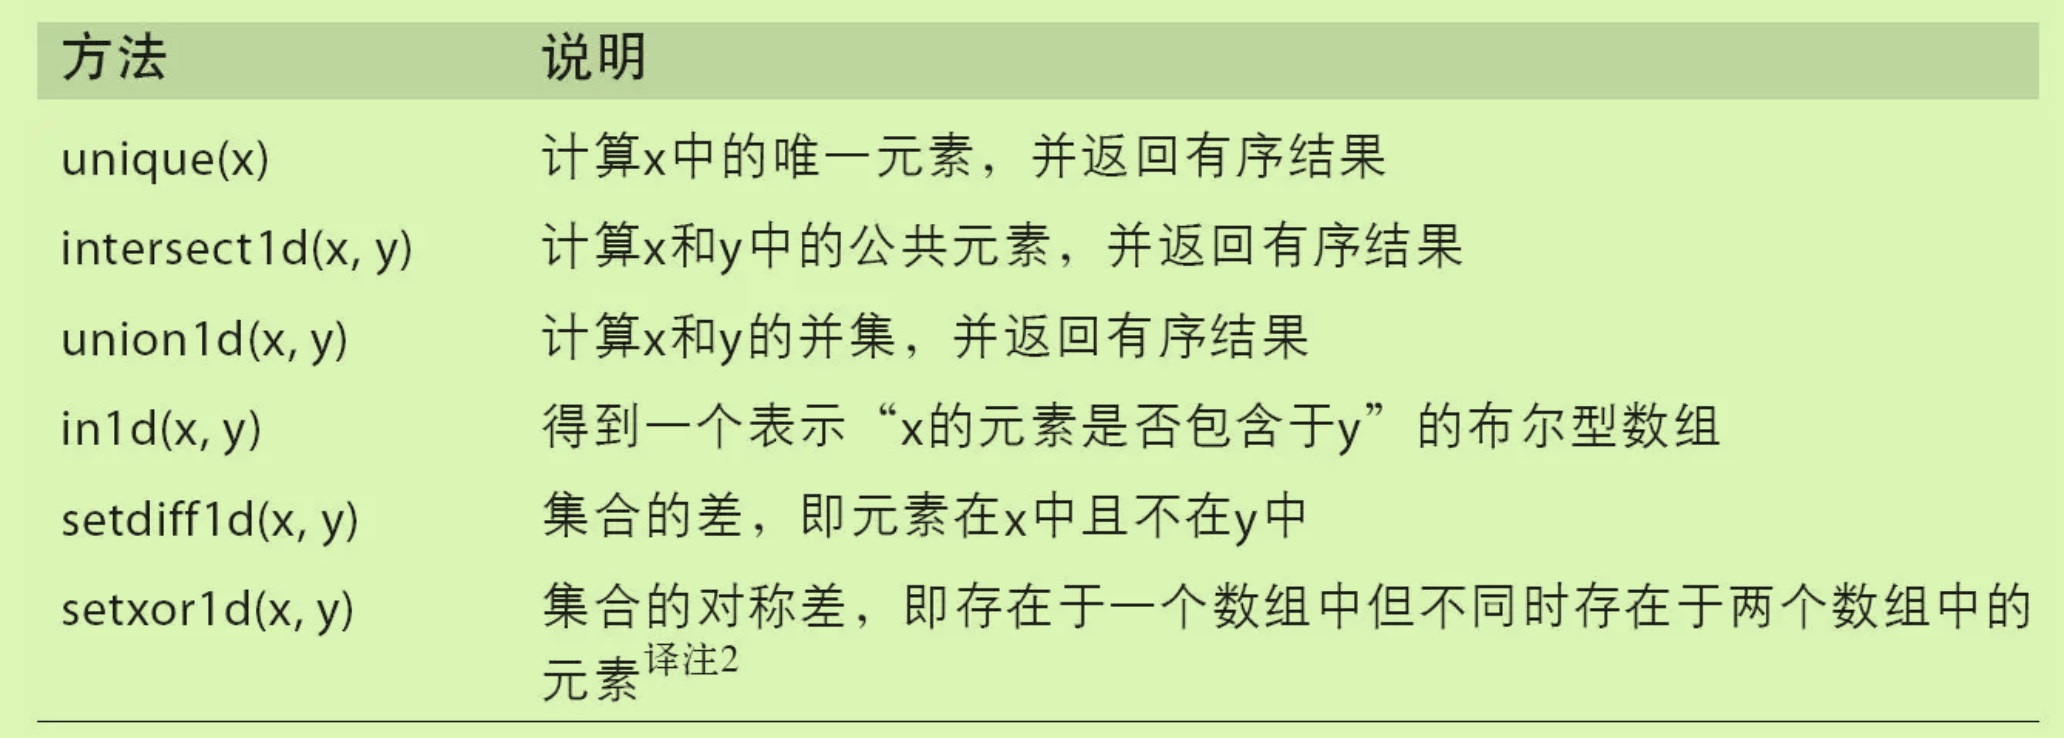 方法 说明
unique(x) 计算x中的唯一元素，并返回有序结果
intersect1d(x, y) 计算x和y中的公共元素，并返回有序结果
union1d(x, y) 计算x和y的并集，并返回有序结果
in1d(x, y) 得到一个表示“x的元素是否包含于y”的布尔型数组
setdiff1d(x, y) 集合的差，即元素在x中且不在y中
setxor1d(x, y) 集合的对称差，即存在于一个数组中但不同时存在于两个数组中的
元素译注2